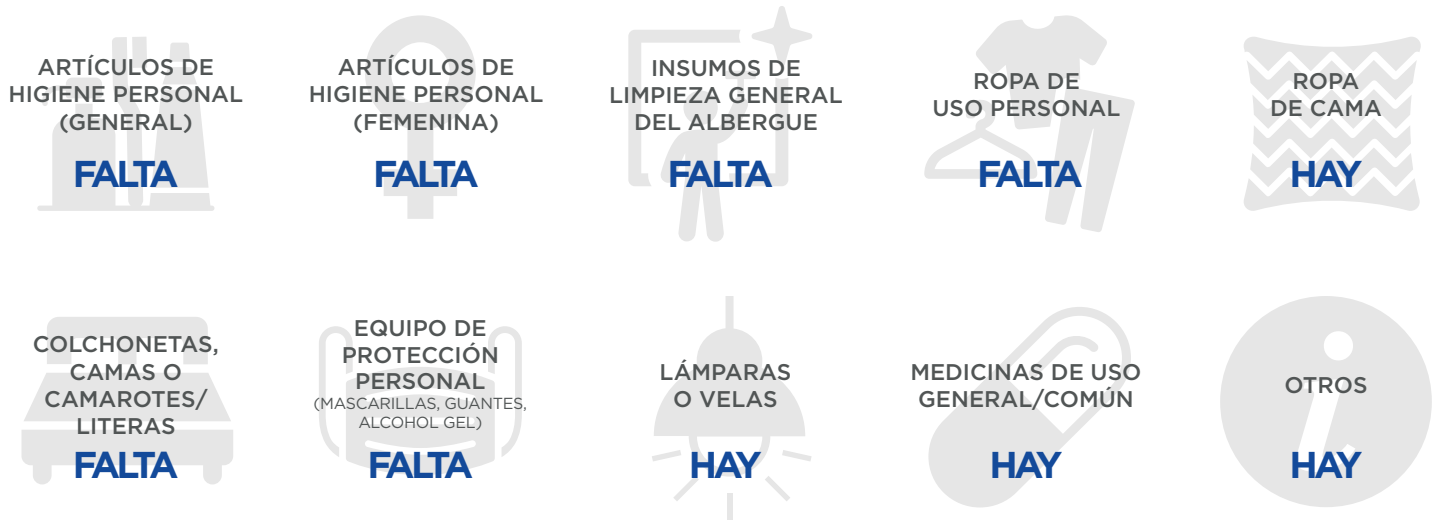 ARTÍCULOS DE
HIGIENE PERSONAL
(GENERAL)
FALTA
ARTÍCULOS DE
HIGIENE PERSONAL
(FEMENINA)
FALTA
INSUMOS DE
LIMPIEZA GENERAL
DEL ALBERGUE
FALTA
ROPA DE
USO PERSONAL
FALTA
ROPA
DE CAMA
HAY
COLCHONETAS,
CAMAS O
CAMAROTES/
LITERAS
FALTA
EQUIPO DE
PROTECCIÓN
PERSONAL
(MASCARILLAS, GUANTES,
ALCOHOL GEL)
FALTA
LÁMPARAS
O VELAS
HAY
MEDICINAS DE USO
GENERAL/COMÚN
HAY
OTROS
HAY